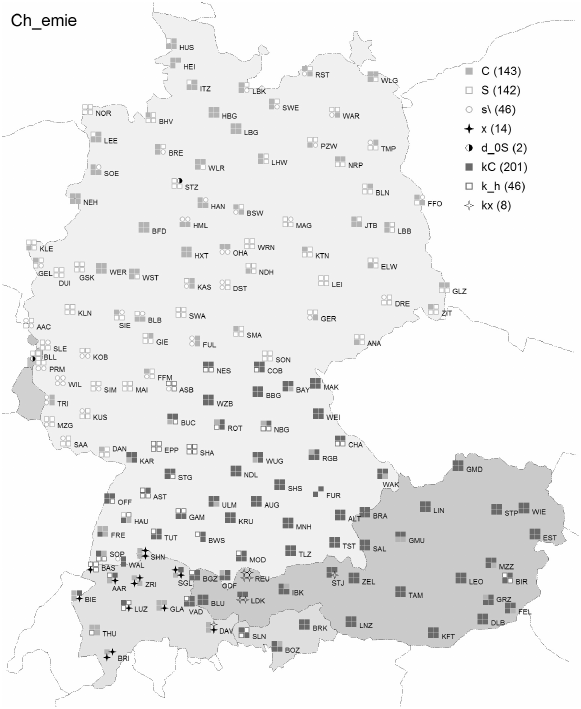 Ch_emie
C (143)
S (142)
s\ (46)
x (14)
d_0S (2)
kC (201)
k_h (46)
kx (8)
HUS
HEI
RST
WLG
ITZ
LBK
SWE
NOR
BHV
HBG
WAR
LBG
LEE
BRE
PZW
TMP
WLR
LHW
NRP
SOE
STZ
BLN
NEH
HAN
BSW
FFO
BFD
HML
MAG
JTB
LBB
KLE
HXT
OHA
WRN
KTN
GEL
GSK
WER
WST
NDH
ELW
DUI
KAS
DST
LEI
GLZ
KLN
SWA
DRE
ZIT
AAC
SIE
BLB
GER
SLE
GIE
FUL
SMA
ANA
BLL
KOB
SON
PRM
FFM
NES
COB
WIL
SIM
MAI
ASB
BBG
BAY
MAK
TRI
WZB
MZG
KUS
BUC
ROT
NBG
WEI
SAA
DAN
EPP
SHA
CHA
KAR
WUG
RGB
GMD
STG
NDL
WAK
OFF
AST
SHS
FUR
ULM
AUG
LIN
STP
WIE
HAU
GAM
KRU
MNH
ALT
BRA
FRE
TUT
BWS
GMU
EST
SOP
SHN
MOD
TLZ
TST
SAL
BAS
WAL
MZZ
AAR
ZRI
SGL
BGZ
GDF
REU
STJ
ZEL
LEO
BIR
BIE
LUZ
GLA
VAD
BLU
LDK
IBK
TAM
GRZ
FEL
THU
DAV
SLN
BRK
LNZ
KFT
DLB
BRI
BOZ